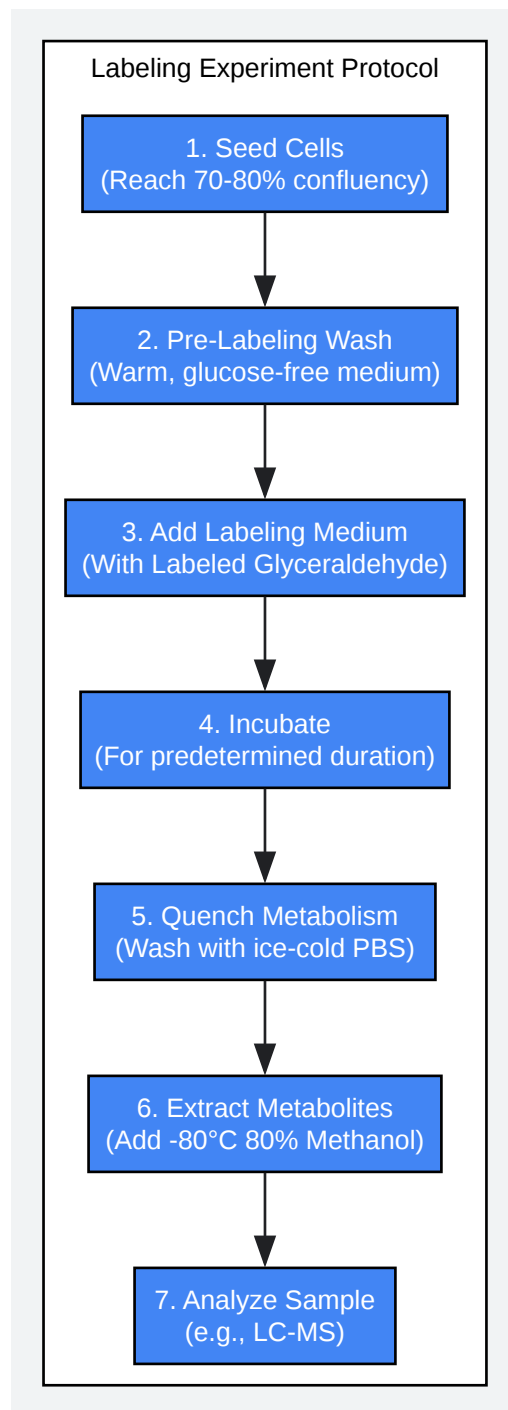 Labeling Experiment Protocol
1. Seed Cells
(Reach 70-80% confluency)
2. Pre-Labeling Wash
(Warm, glucose-free medium)
3. Add Labeling Medium
(With Labeled Glyceraldehyde)
4. Incubate
(For predetermined duration)
5. Quench Metabolism
(Wash with ice-cold PBS)
6. Extract Metabolites
(Add -80°C 80% Methanol)
7. Analyze Sample
(e.g., LC-MS)